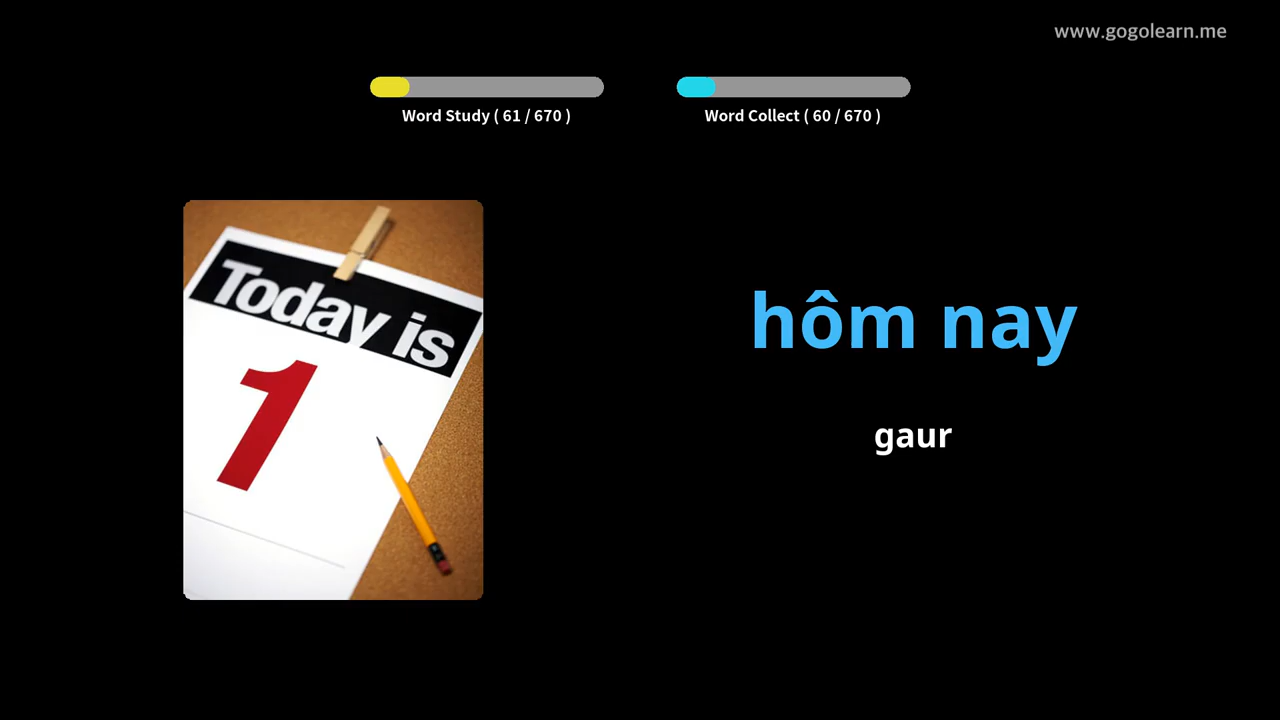 www.gogolearn.me
Word Study ( 61 / 670 )
Word Collect ( 60 / 670 )
Today is
1
hôm nay
gaur